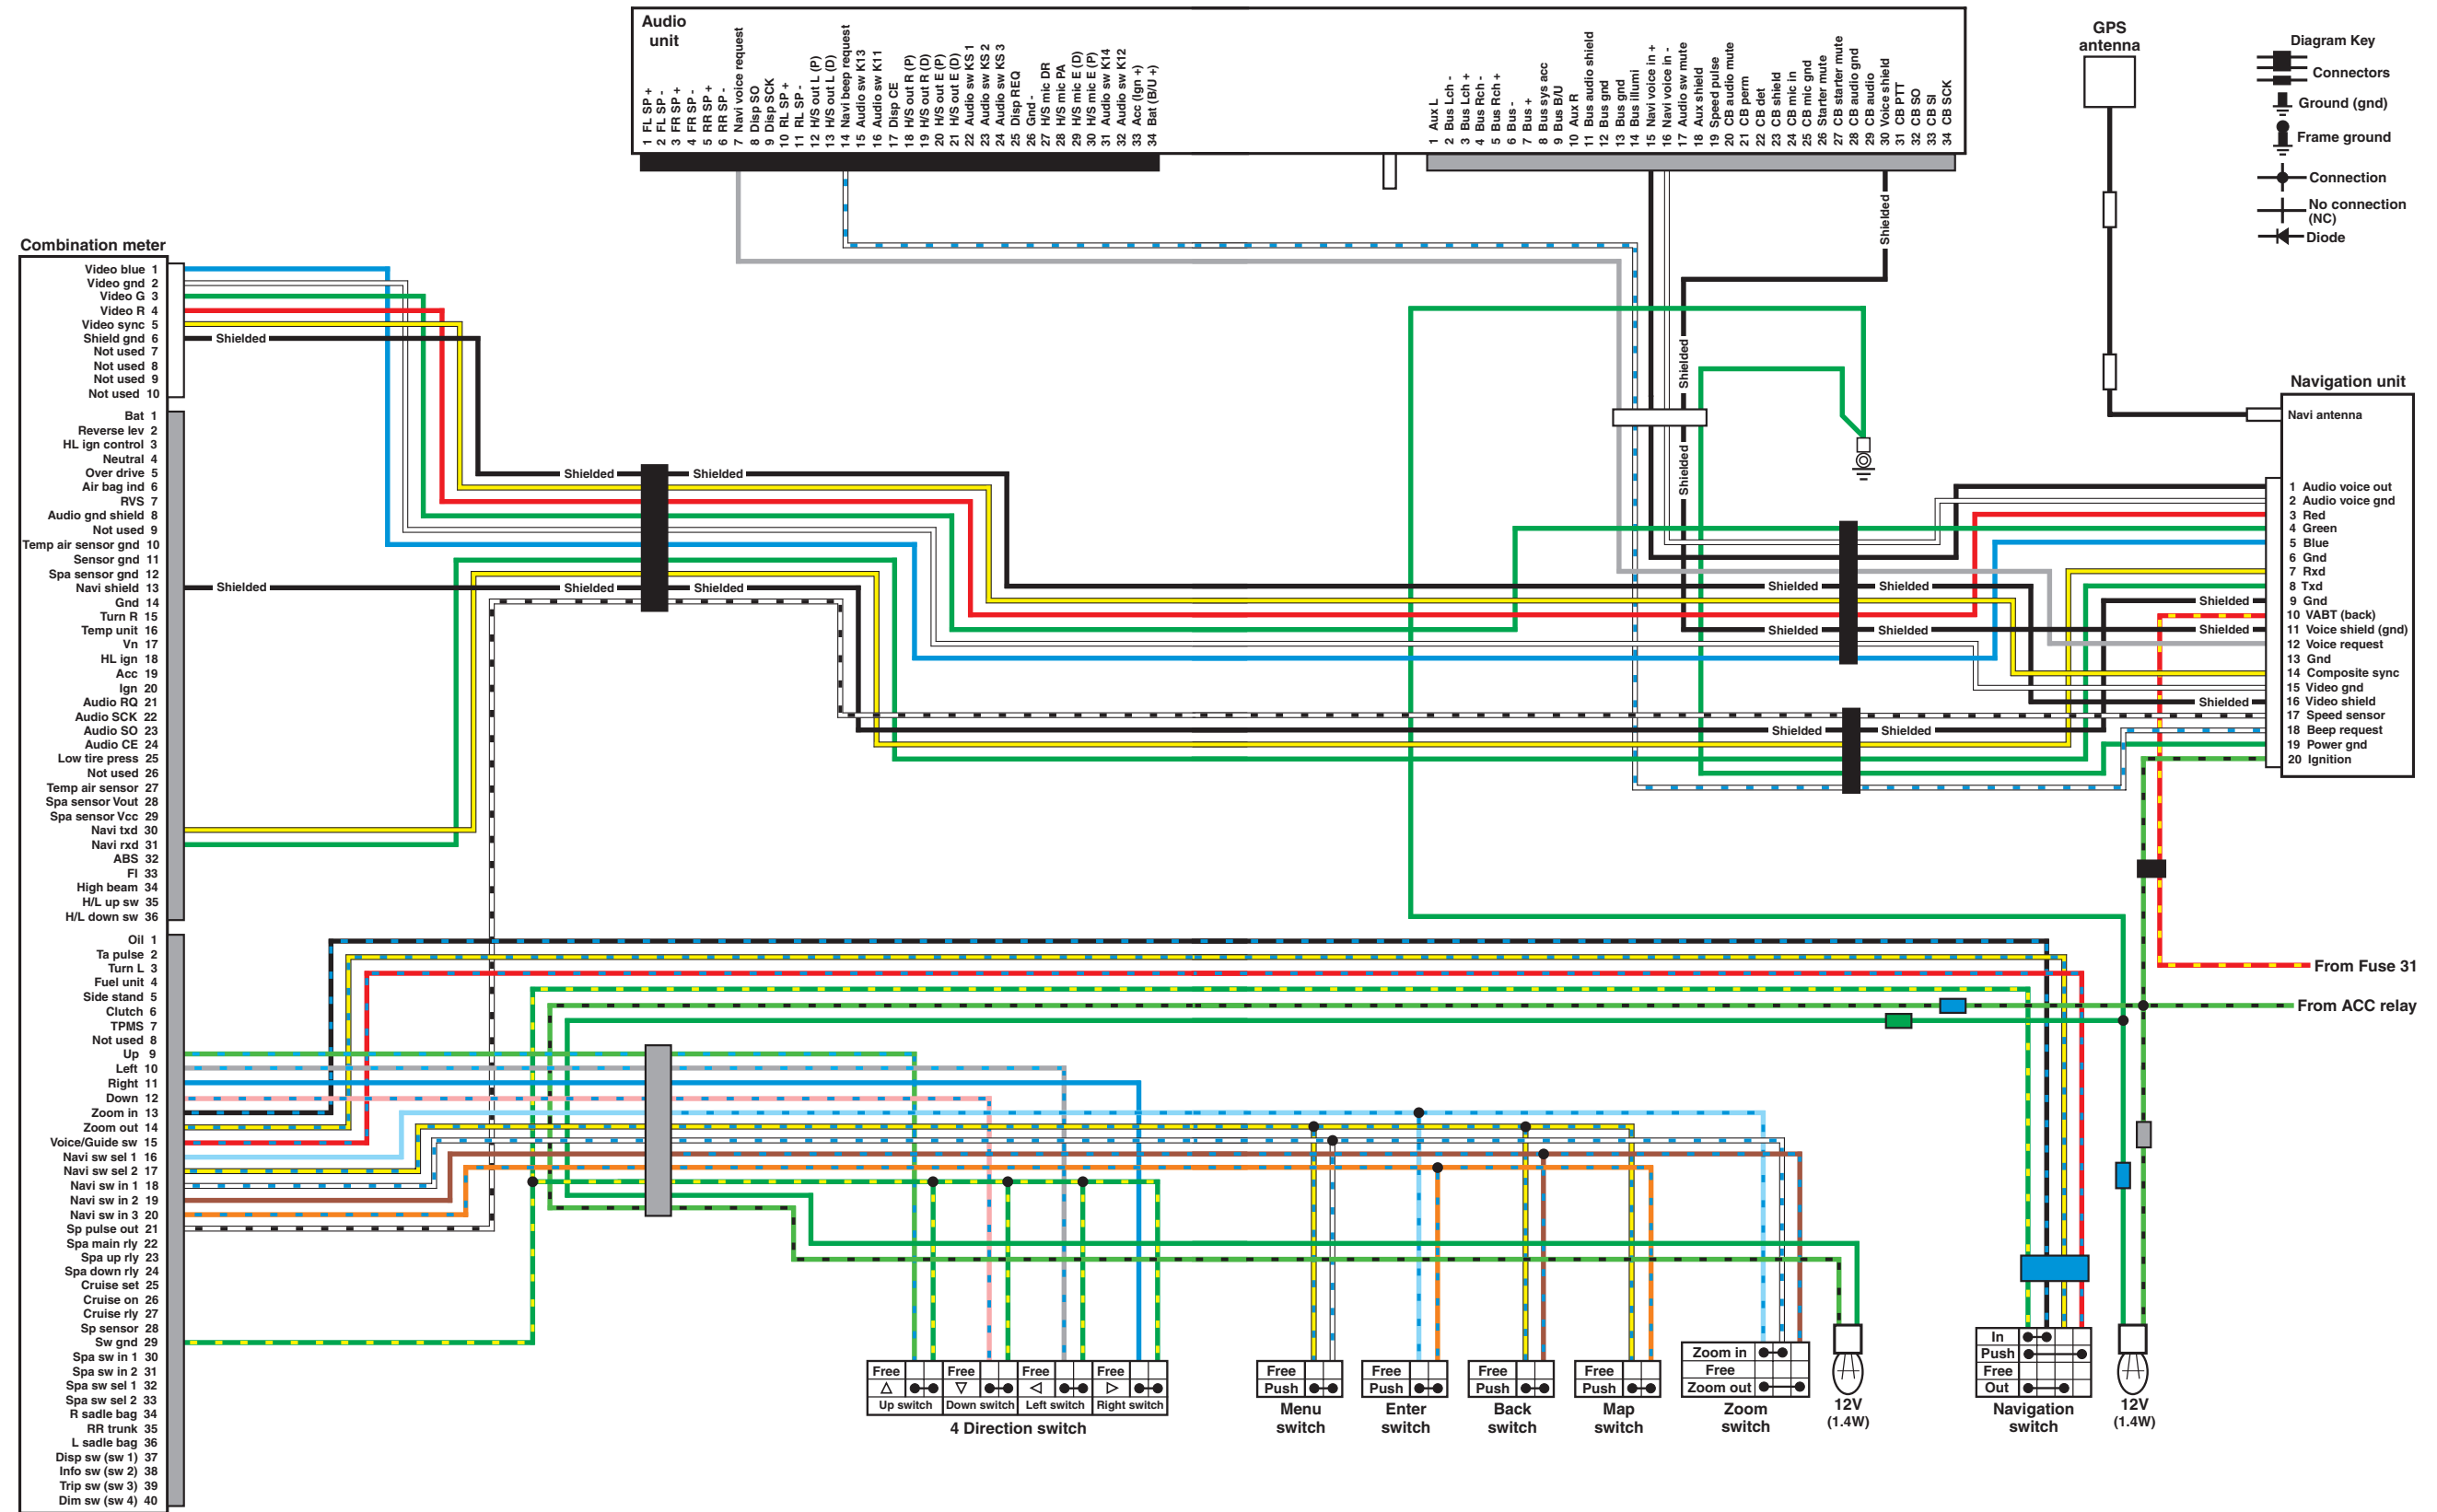 Audio
unit
1 FL SP +
2 FL SP -
3 FR SP +
4 FR SP -
5 RR SP +
6 RR SP -
7 Navi voice request
8 Disp SO
9 Disp SCK
10 RL SP +
11 RL SP -
12 H/S out L (P)
13 H/S out L (D)
14 Navi beep request
15 Audio sw K13
16 Audio sw K11
17 Disp CE
18 H/S out R (P)
19 H/S out R (D)
20 H/S out E (P)
21 H/S out E (D)
22 Audio sw KS 1
23 Audio sw KS 2
24 Audio sw KS 3
25 Disp REQ
26 Gnd -
27 H/S mic DR
28 H/S mic PA
29 H/S mic E (D)
30 H/S mic E (P)
31 Audio sw K14
32 Audio sw K12
33 Acc (Ign +)
34 Bat (B/U +)
1 Aux L
2 Bus Lch -
3 Bus Lch +
4 Bus Rch -
5 Bus Rch +
6 Bus -
7 Bus +
8 Bus sys acc
9 Bus B/U
10 Aux R
11 Bus audio shield
12 Bus gnd
13 Bus gnd
14 Bus illumi
15 Navi voice in +
16 Navi voice in -
17 Audio sw mute
18 Aux shield
19 Speed pulse
20 CB audio mute
21 CB perm
22 CB det
23 CB shield
24 CB mic in
25 CB mic gnd
26 Starter mute
27 CB starter mute
28 CB audio gnd
29 CB audio
30 Voice shield
31 CB PTT
32 CB SO
33 CB SI
34 CB SCK
GPS
antenna
Diagram Key
Connectors
Ground (gnd)
Frame ground
Connection
No connection
(NC)
Diode
Shielded
Shielded
Shielded
Combination meter
Video blue 1
Video gnd 2
Video G 3
Video R 4
Video sync 5
Shield gnd 6
Not used 7
Not used 8
Not used 9
Not used 10
Shielded
Bat 1
Reverse lev 2
HL ign control 3
Neutral 4
Over drive 5
Air bag ind 6
RVS 7
Audio gnd shield 8
Not used 9
Temp air sensor gnd 10
Sensor gnd 11
Spa sensor gnd 12
Navi shield 13
Gnd 14
Turn R 15
Temp unit 16
Vn 17
HL ign 18
Acc 19
Ign 20
Audio RQ 21
Audio SCK 22
Audio SO 23
Audio CE 24
Low tire press 25
Not used 26
Temp air sensor 27
Spa sensor Vout 28
Spa sensor Vcc 29
Navi txd 30
Navi rxd 31
ABS 32
FI 33
High beam 34
H/L up sw 35
H/L down sw 36
Shielded
Shielded Shielded
Shielded Shielded
Shielded Shielded
Shielded Shielded
Shielded Shielded
Shielded
Shielded
Shielded
Navigation unit
Navi antenna
1 Audio voice out
2 Audio voice gnd
3 Red
4 Green
5 Blue
6 Gnd
7 Rxd
8 Txd
9 Gnd
10 VABT (back)
11 Voice shield (gnd)
12 Voice request
13 Gnd
14 Composite sync
15 Video gnd
16 Video shield
17 Speed sensor
18 Beep request
19 Power gnd
20 Ignition
From Fuse 31
From ACC relay
Oil 1
Ta pulse 2
Turn L 3
Fuel unit 4
Side stand 5
Clutch 6
TPMS 7
Not used 8
Up 9
Left 10
Right 11
Down 12
Zoom in 13
Zoom out 14
Voice/Guide sw 15
Navi sw sel 1 16
Navi sw sel 2 17
Navi sw in 1 18
Navi sw in 2 19
Navi sw in 3 20
Sp pulse out 21
Spa main rly 22
Spa up rly 23
Spa down rly 24
Cruise set 25
Cruise on 26
Cruise rly 27
Sp sensor 28
Sw gnd 29
Spa sw in 1 30
Spa sw in 2 31
Spa sw sel 1 32
Spa sw sel 2 33
R sadle bag 34
RR trunk 35
L sadle bag 36
Disp sw (sw 1) 37
Info sw (sw 2) 38
Trip sw (sw 3) 39
Dim sw (sw 4) 40
Free
Up switch
Free
Down switch
Free
Left switch
Free
Right switch
4 Direction switch
Free
Push
Menu
switch
Free
Push
Enter
switch
Free
Push
Back
switch
Free
Push
Map
switch
Zoom in
Free
Zoom out
Zoom
switch
12V
(1.4W)
In
Push
Free
Out
Navigation
switch
12V
(1.4W)